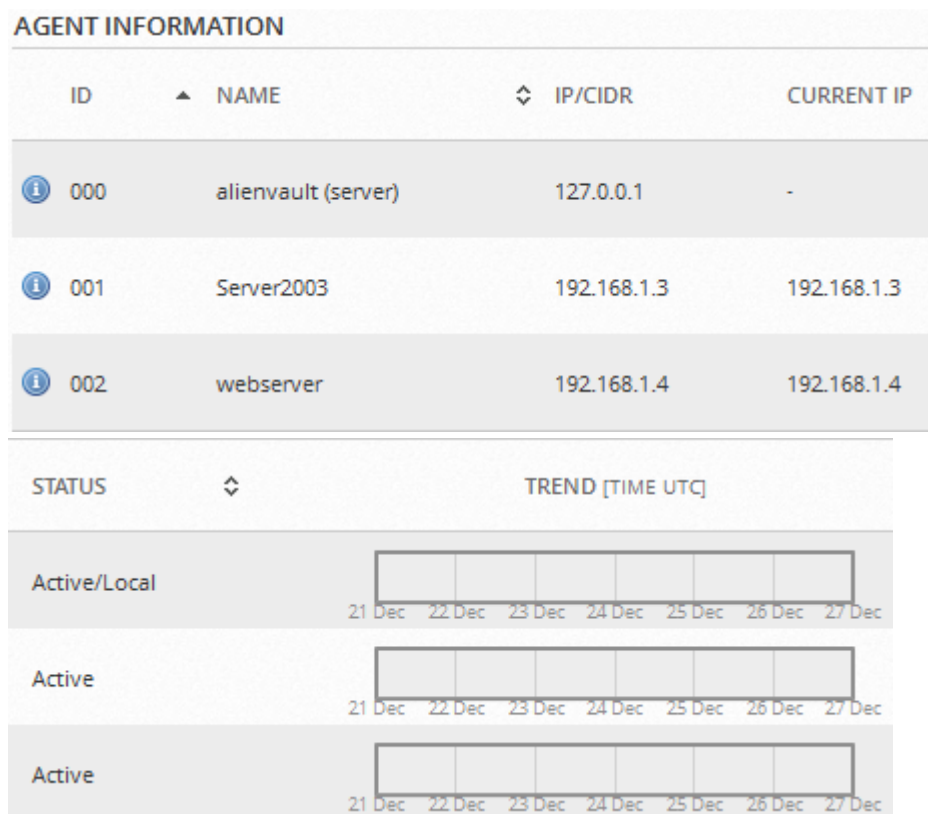 AGENT INFORMATION
ID NAME IP/CIDR CURRENT IP
000 alienvault (server) 127.0.0.1 -
001 Server2003 192.168.1.3 192.168.1.3
002 webserver 192.168.1.4 192.168.1.4
STATUS TREND [TIME UTC]
Active/Local
21 Dec 22 Dec 23 Dec 24 Dec 25 Dec 26 Dec 27 Dec
Active
21 Dec 22 Dec 23 Dec 24 Dec 25 Dec 26 Dec 27 Dec
Active
21 Dec 22 Dec 23 Dec 24 Dec 25 Dec 26 Dec 27 Dec